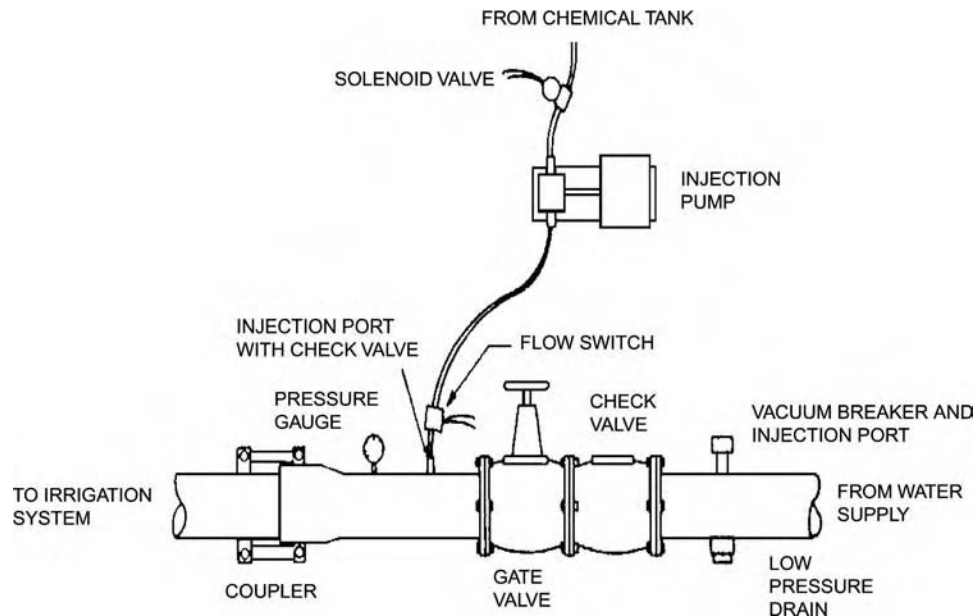 FROM CHEMICAL TANK
SOLENOID VALVE
INJECTION
PUMP
INJECTION PORT
WITH CHECK VALVE
FLOW SWITCH
PRESSURE
GAUGE
CHECK
VALVE
VACUUM BREAKER AND
INJECTION PORT
TO IRRIGATION
SYSTEM
FROM WATER
SUPPLY
COUPLER
GATE
VALVE
LOW
PRESSURE
DRAIN